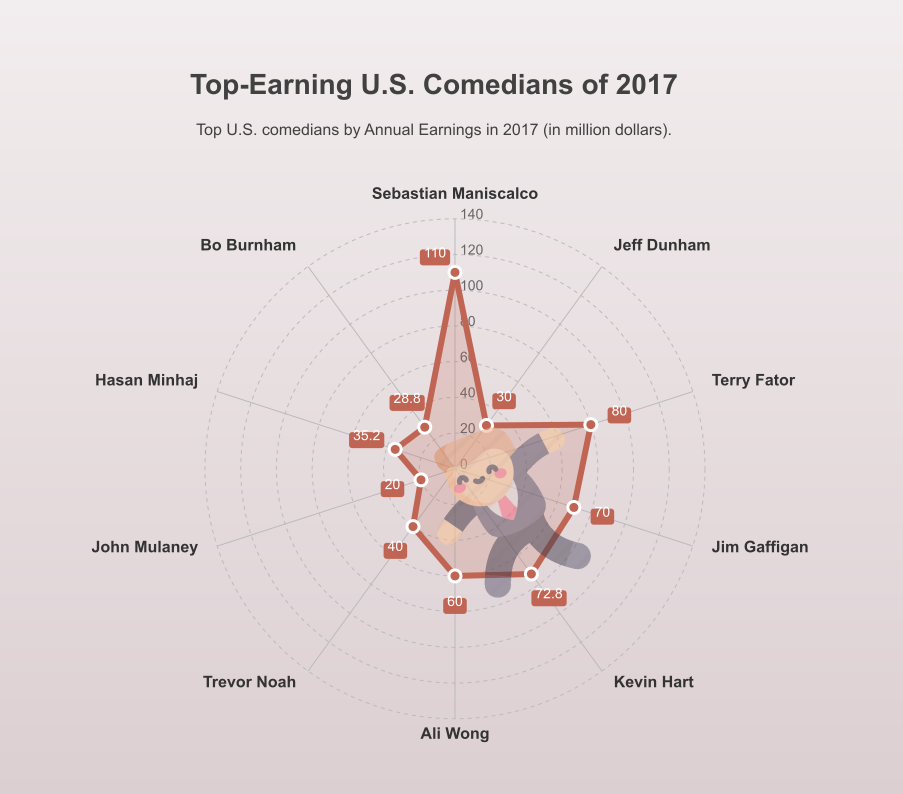 Top-Earning U.S. Comedians of 2017
Top U.S. comedians by Annual Earnings in 2017 (in million dollars).
Sebastian Maniscalco
140
Bo Burnham
Jeff Dunham
120
110
100
80
60
Hasan Minhaj
Terry Fator
40
28.8
30
80
20
35.2
0
20
70
John Mulaney
40
Jim Gaffigan
60
72.8
Trevor Noah
Kevin Hart
Ali Wong